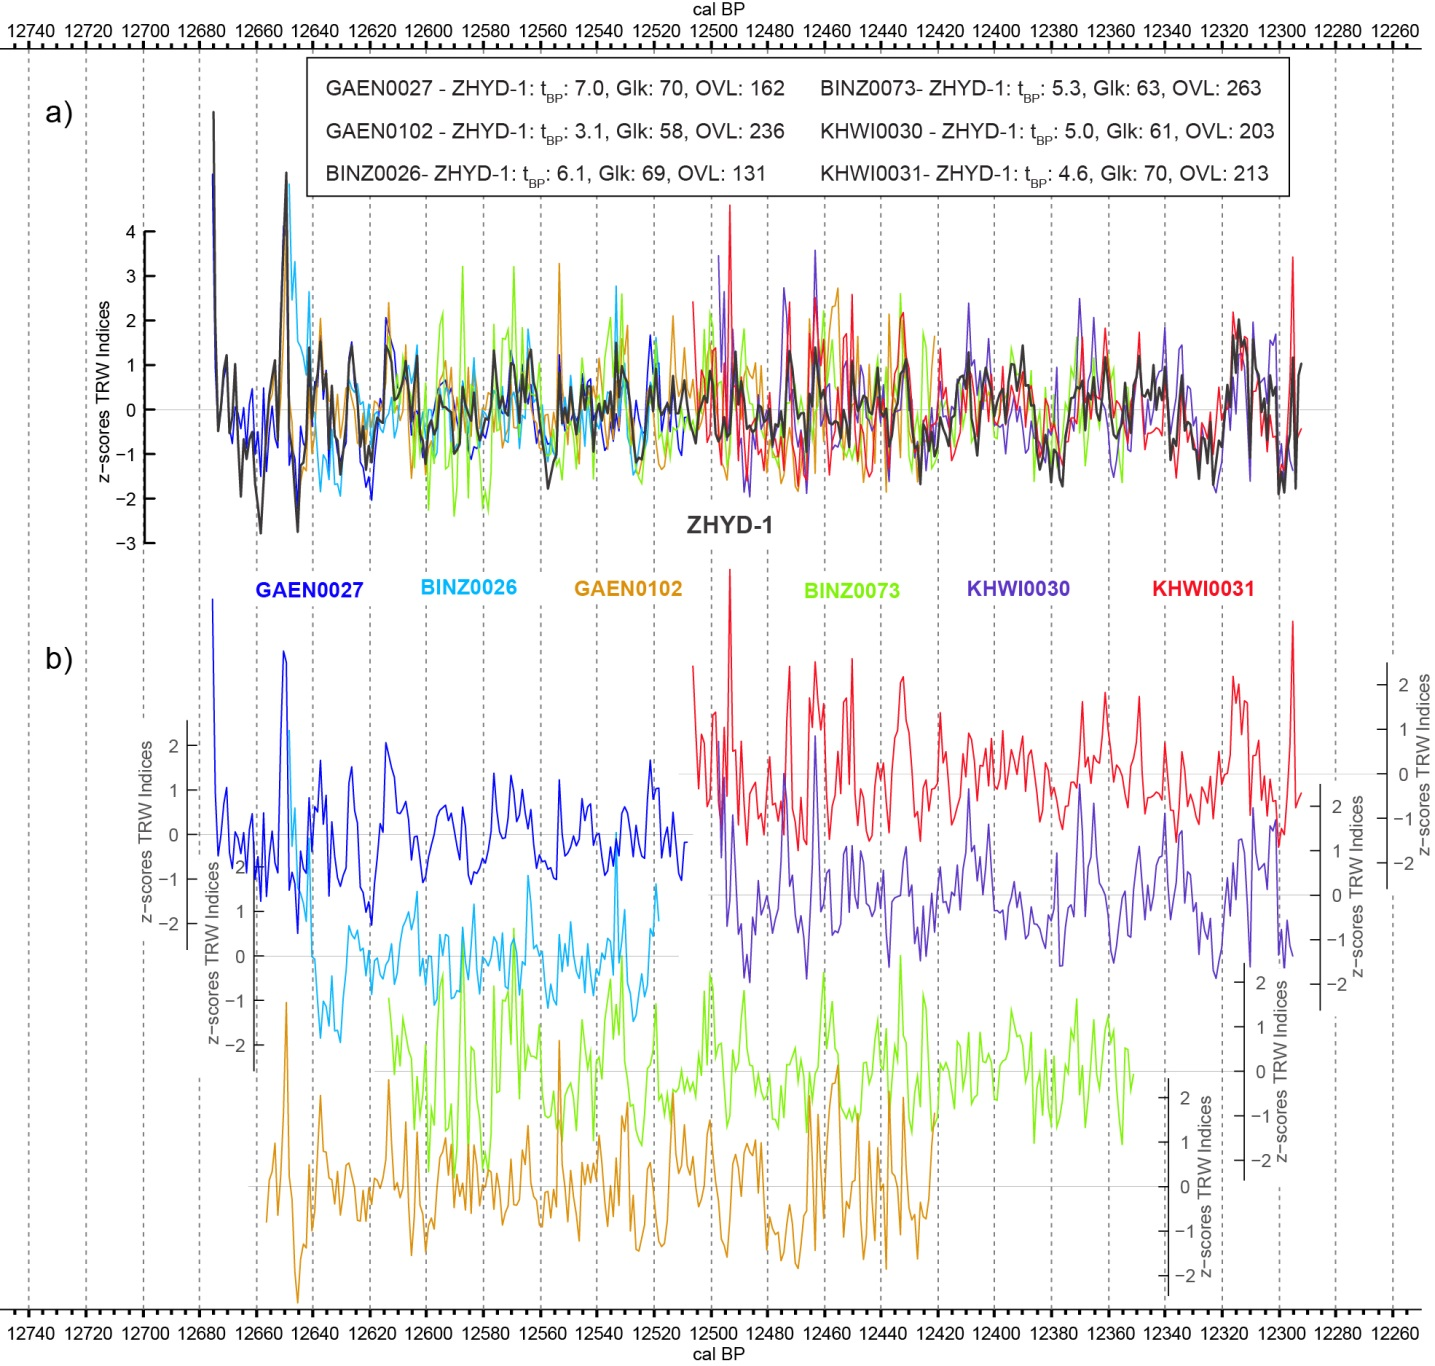 cal BP
12740 12720 12700 12680 12660 12640 12620 12600 12580 12560 12540 12520 12500 12480 12460 12440 12420 12400 12380 12360 12340 12320 12300 12280 12260
a)
GAEN0027 - ZHYD-1: tBP: 7.0, Glk: 70, OVL: 162
BINZ0073- ZHYD-1: tBP: 5.3, Glk: 63, OVL: 263
GAEN0102 - ZHYD-1: tBP: 3.1, Glk: 58, OVL: 236
KHWI0030 - ZHYD-1: tBP: 5.0, Glk: 61, OVL: 203
BINZ0026- ZHYD-1: tBP: 6.1, Glk: 69, OVL: 131
KHWI0031- ZHYD-1: tBP: 4.6, Glk: 70, OVL: 213
z-scores TRW Indices
4
3
2
1
0
−1
−2
−3
ZHYD-1
GAEN0027 BINZ0026 GAEN0102 BINZ0073 KHWI0030 KHWI0031
b)
z−scores TRW Indices
2
1
0
−1
−2
z−scores TRW Indices
2
1
0
−1
−2
2
1
0
−1
−2
z−scores TRW Indices
2
1
0
−1
−2
z−scores TRW Indices
2
1
0
−1
−2
z−scores TRW Indices
2
1
0
−1
−2
z−scores TRW Indices
12740 12720 12700 12680 12660 12640 12620 12600 12580 12560 12540 12520 12500 12480 12460 12440 12420 12400 12380 12360 12340 12320 12300 12280 12260
cal BP